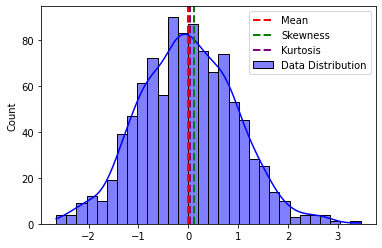 Mean
Skewness
Kurtosis
Data Distribution
Count
80
60
40
20
0
−2 −1 0 1 2 3